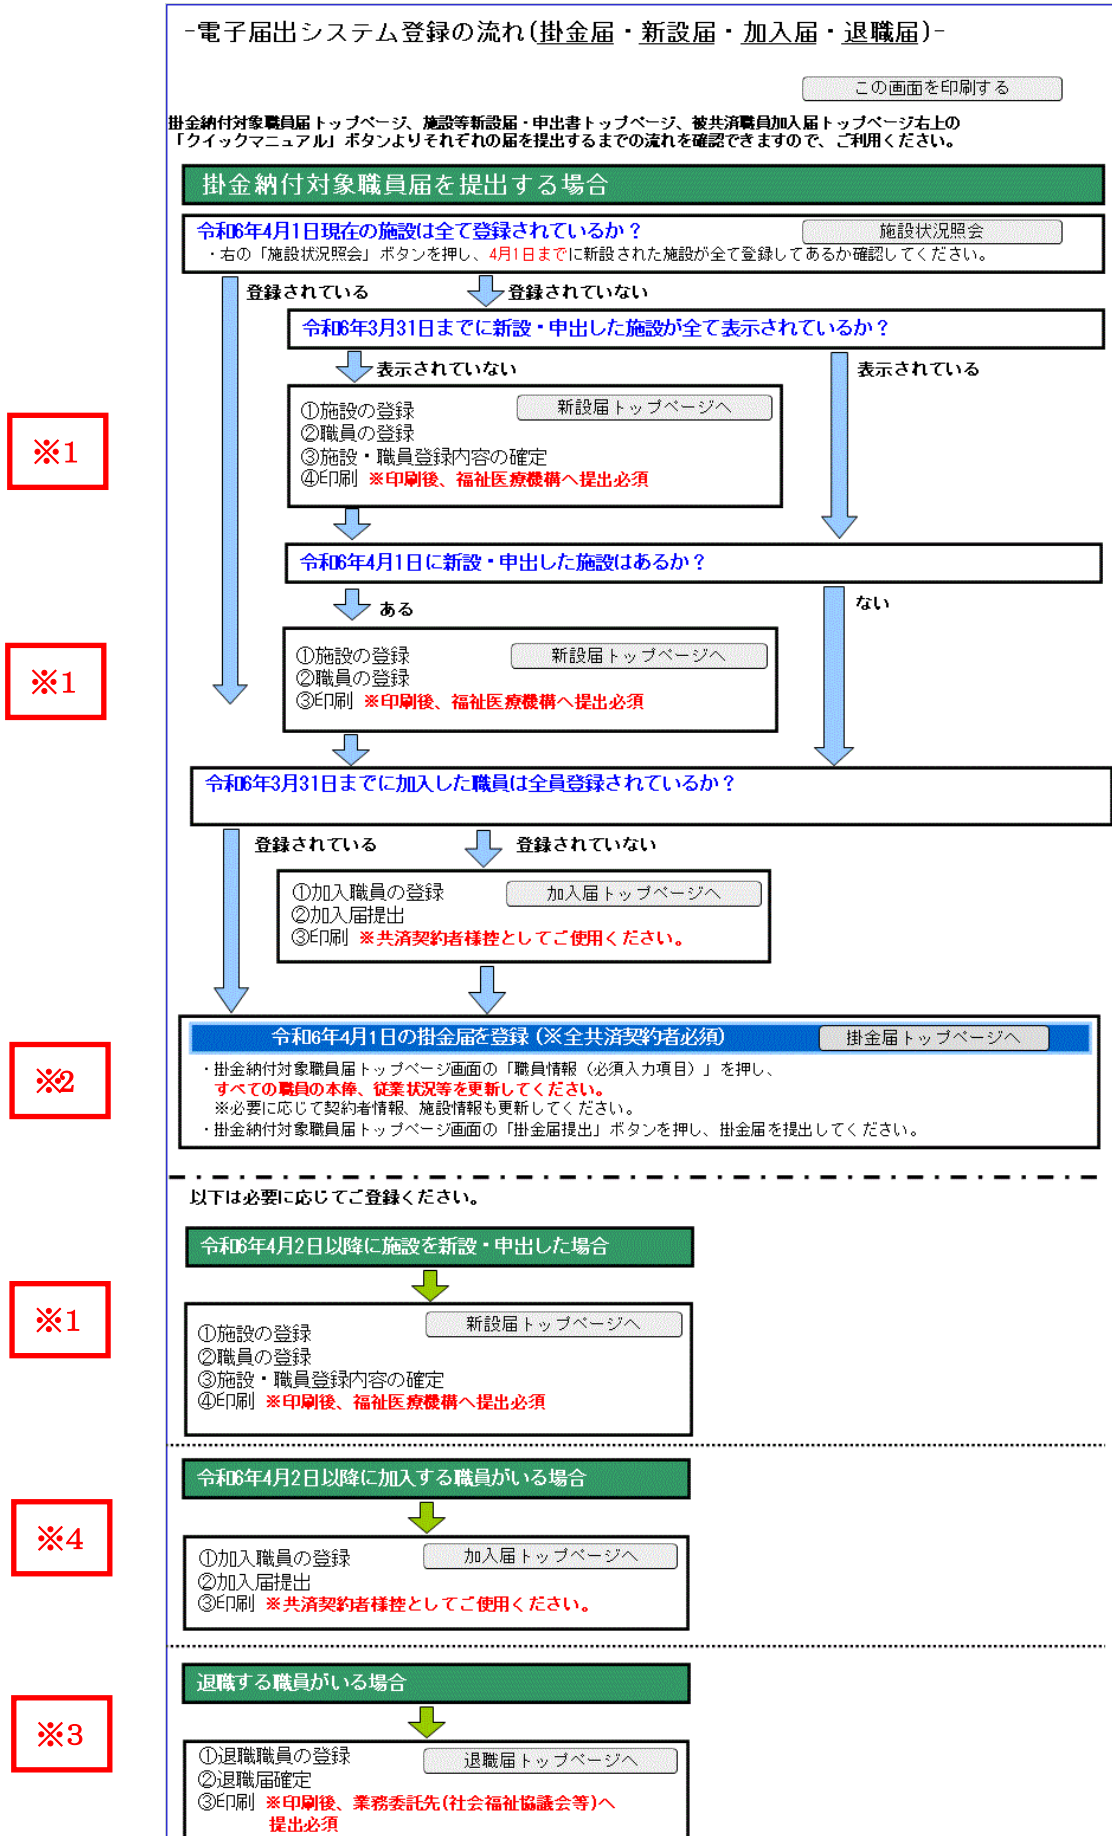 -電子届出システム登録の流れ(掛金届・新設届・加入届・退職届)-
この画面を印刷する
掛金納付対象職員届トップページ、施設等新設届・申出書トップページ、被共済職員加入届トップページ右上の
「クイックマニュアル」ボタンよりそれぞれの届を提出するまでの流れを確認できますので、ご利用ください。
掛金納付対象職員届を提出する場合
令和6年4月1日現在の施設は全て登録されているか？
施設状況照会
・右の「施設状況照会」ボタンを押し、4月1日までに新設された施設が全て登録してあるか確認してください。
登録されている
登録されていない
令和6年3月31日までに新設・申出した施設が全て表示されているか？
表示されていない
表示されている
※1
①施設の登録
新設届トップページへ
②職員の登録
③施設・職員登録内容の確定
④印刷 ※印刷後、福祉医療機構へ提出必須
令和6年4月1日に新設・申出した施設はあるか？
ある
ない
※1
①施設の登録
新設届トップページへ
②職員の登録
③印刷 ※印刷後、福祉医療機構へ提出必須
令和6年3月31日までに加入した職員は全員登録されているか？
登録されている
登録されていない
①加入職員の登録
加入届トップページへ
②加入届提出
③印刷 ※共済契約者様控としてご使用ください。
※2
令和6年4月1日の掛金届を登録（※全共済契約者必須）
掛金届トップページへ
・掛金納付対象職員届トップページ画面の「職員情報（必須入力項目）」を押し、
すべての職員の本俸、従業状況等を更新してください。
※必要に応じて契約者情報、施設情報も更新してください。
・掛金納付対象職員届トップページ画面の「掛金届提出」ボタンを押し、掛金届を提出してください。
以下は必要に応じてご登録ください。
令和6年4月2日以降に施設を新設・申出した場合
※1
新設届トップページへ
①施設の登録
②職員の登録
③施設・職員登録内容の確定
④印刷 ※印刷後、福祉医療機構へ提出必須
令和6年4月2日以降に加入する職員がいる場合
※4
①加入職員の登録
加入届トップページへ
②加入届提出
③印刷 ※共済契約者様控としてご使用ください。
退職する職員がいる場合
※3
①退職職員の登録
退職届トップページへ
②退職届確定
③印刷 ※印刷後、業務委託先(社会福祉協議会等)へ
提出必須